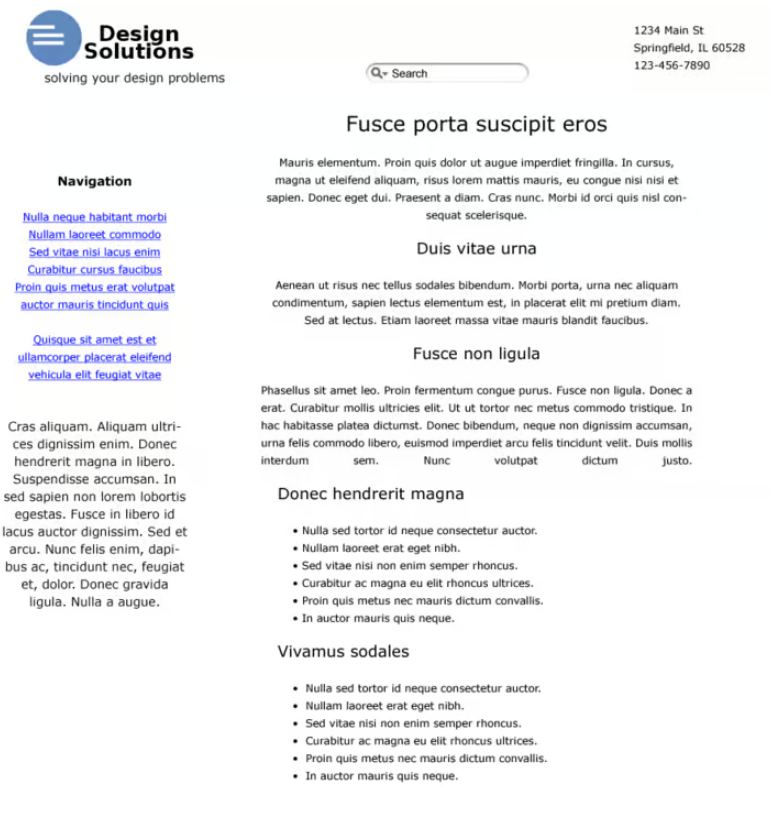 Design
Solutions
solving your design problems
1234 Main St
Springfield, IL 60528
123-456-7890
Search
Navigation
Nulla neque habitant morbi
Nullam laoreet commodo
Sed vitae nisi lacus enim
Curabitur cursus faucibus
Proin quis metus erat volutpat
auctor mauris tincidunt quis
Quisque sit amet est et
ullamcorper placerat eleifend
vehicula elit feugiat vitae
Cras aliquam. Aliquam ultri-
ces dignissim enim. Donec
hendrerit magna in libero.
Suspendisse accumsan. In
sed sapien non lorem lobortis
egestas. Fusce in libero id
lacus auctor dignissim. Sed et
arcu. Nunc felis enim, dapi-
bus ac, tincidunt nec, feugiat
et, dolor. Donec gravida
ligula. Nulla a augue.
Fusce porta suscipit eros
Mauris elementum. Proin quis dolor ut augue imperdiet fringilla. In cursus,
magna ut eleifend aliquam, risus lorem mattis mauris, eu congue nisi nisi et
sapien. Donec eget dui. Praesent a diam. Cras nunc. Morbi id orci quis nisl con-
sequat scelerisque.
Duis vitae urna
Aenean ut risus nec tellus sodales bibendum. Morbi porta, urna nec aliquam
condimentum, sapien lectus elementum est, in placerat elit mi pretium diam.
Sed at lectus. Etiam laoreet massa vitae mauris blandit faucibus.
Fusce non ligula
Phasellus sit amet leo. Proin fermentum congue purus. Fusce non ligula. Donec a
erat. Curabitur mollis ultricies elit. Ut ut tortor nec metus commodo tristique. In
hac habitasse platea dictumst. Donec bibendum, neque non dignissim accumsan,
urna felis commodo libero, euismod imperdiet arcu felis tincidunt velit. Duis mollis
interdum sem. Nunc volutpat dictum justo.
Donec hendrerit magna
• Nulla sed tortor id neque consectetur auctor.
• Nullam laoreet erat eget nibh.
• Sed vitae nisi non enim semper rhoncus.
• Curabitur ac magna eu elit rhoncus ultrices.
• Proin quis metus nec mauris dictum convallis.
• In auctor mauris quis neque.
Vivamus sodales
• Nulla sed tortor id neque consectetur auctor.
• Nullam laoreet erat eget nibh.
• Sed vitae nisi non enim semper rhoncus.
• Curabitur ac magna eu elit rhoncus ultrices.
• Proin quis metus nec mauris dictum convallis.
• In auctor mauris quis neque.